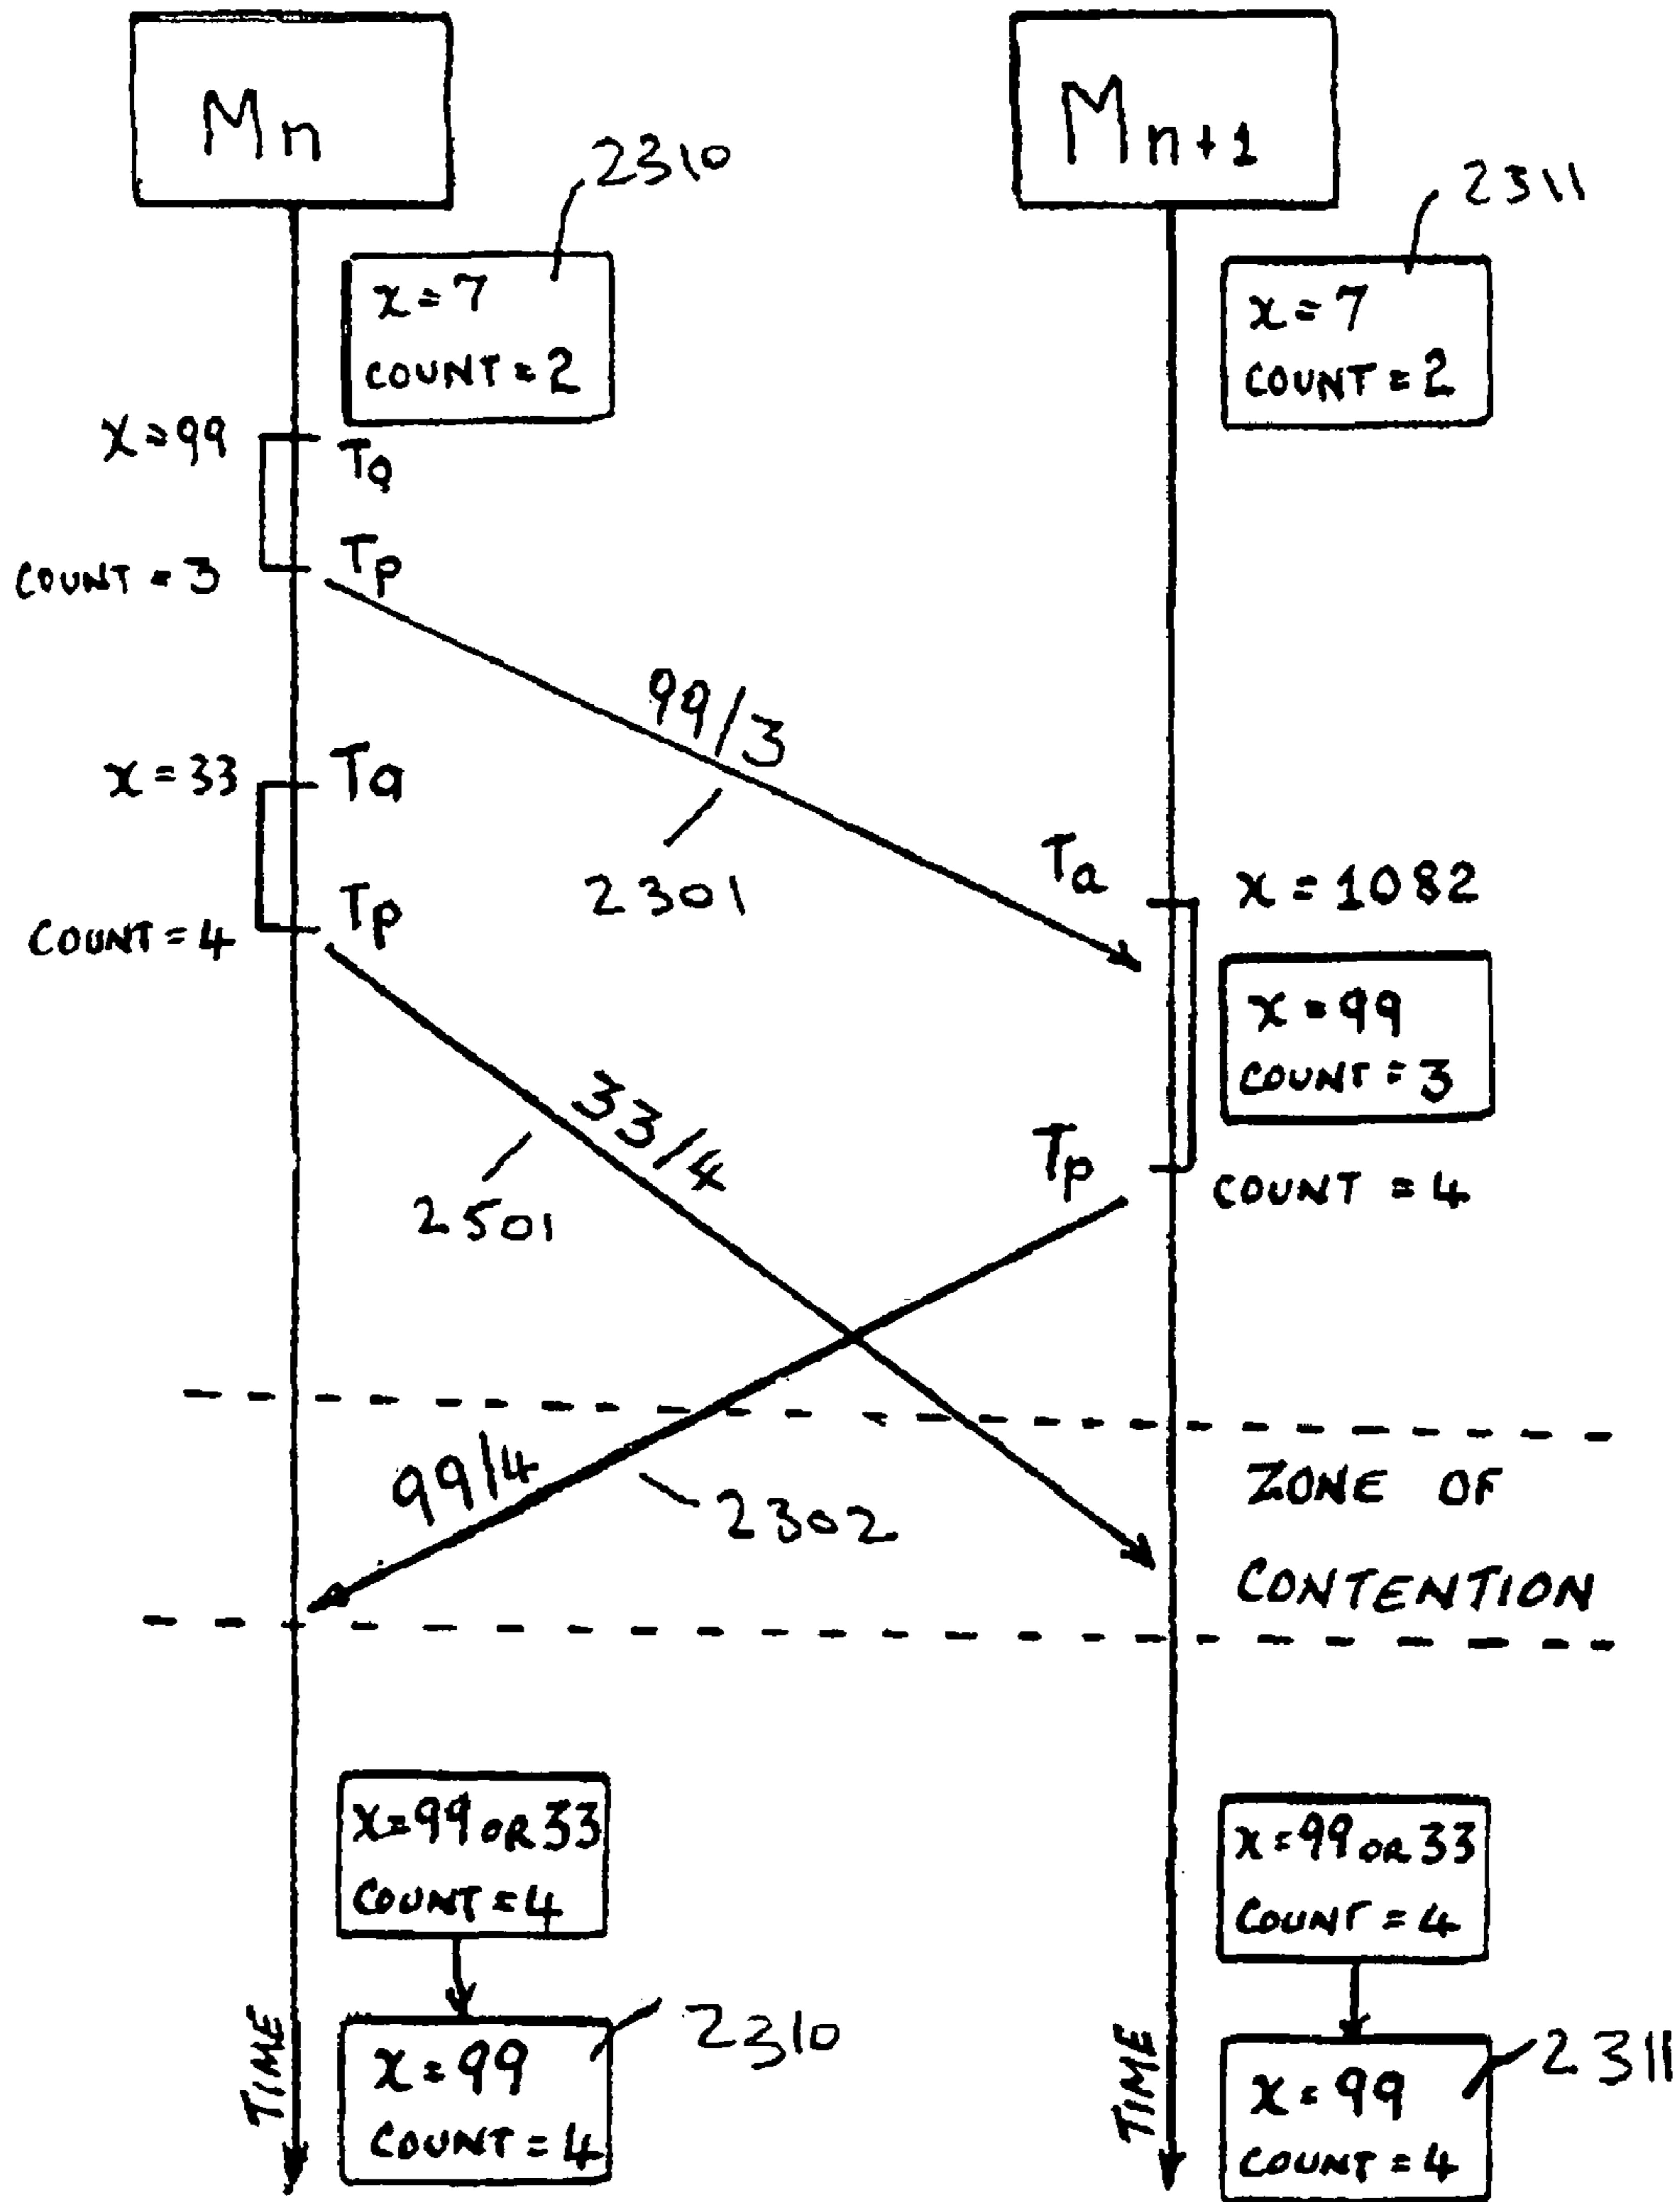 Mn
Mn+1
2310
2311
x=7
COUNT=2
x=7
COUNT=2
x=99
Ta
COUNT=3
Tp
99/3
2301
x=33
Ta
COUNT=4
Tp
Ta
x=1082
x=99
COUNT=3
Tp
COUNT=4
33/4
2501
99/4
2302
ZONE OF
CONTENTION
x=99 OR 33
COUNT=4
x=99 OR 33
COUNT=4
TIME
x=99
COUNT=4
2310
TIME
x=99
COUNT=4
2311